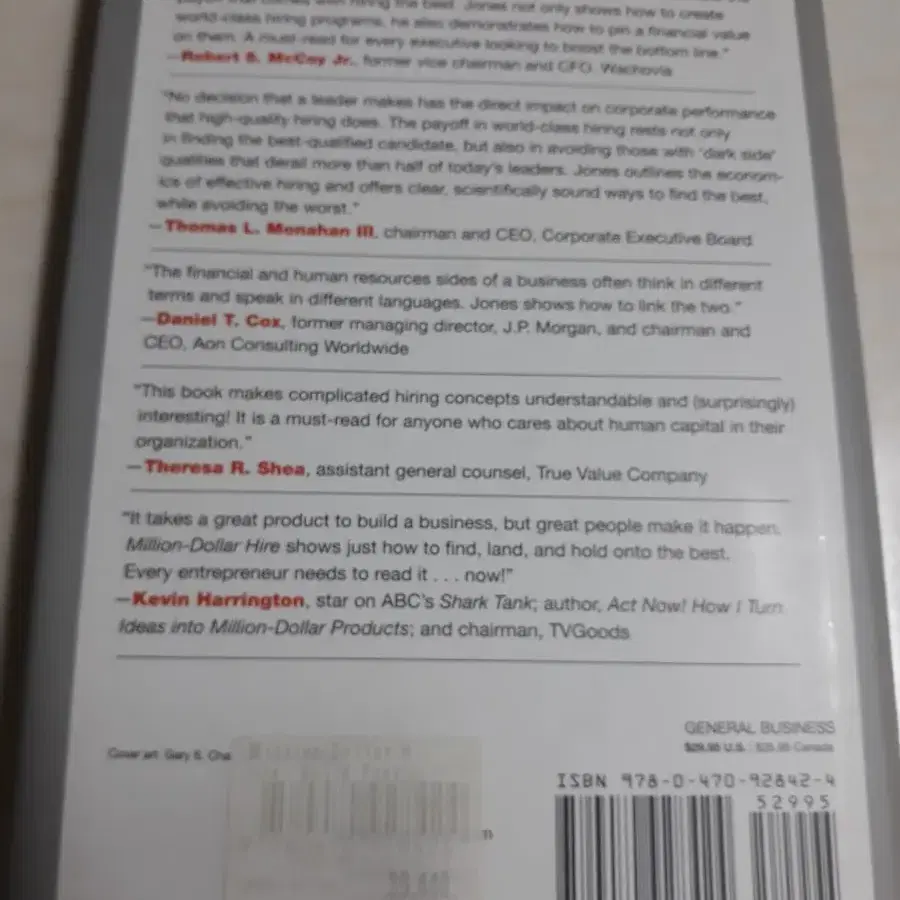 that comes with hiring the best. Jones not only shows how to create
world-class hiring programs, he also demonstrates how to pin a financial value
on them. A must-read for every executive looking to boost the bottom line."
—Robert S. McCoy Jr., former vice chairman and CFO, Wachovia
"No decision that a leader makes has the direct impact on corporate performance
that high-quality hiring does. The payoff in world-class hiring rests not only
in finding the best-qualified candidate, but also in avoiding those with 'dark side'
qualities that derail more than half of today's leaders. Jones outlines the econom-
ics of effective hiring and offers clear, scientifically sound ways to find the best,
while avoiding the worst."
—Thomas L. Monahan III, chairman and CEO, Corporate Executive Board
"The financial and human resources sides of a business often think in different
terms and speak in different languages. Jones shows how to link the two."
—Daniel T. Cox, former managing director, J.P. Morgan, and chairman and
CEO, Aon Consulting Worldwide
"This book makes complicated hiring concepts understandable and (surprisingly)
interesting! It is a must-read for anyone who cares about human capital in their
organization."
—Theresa R. Shea, assistant general counsel, True Value Company
"It takes a great product to build a business, but great people make it happen.
Million-Dollar Hire shows just how to find, land, and hold onto the best.
Every entrepreneur needs to read it . . . now!"
—Kevin Harrington, star on ABC's Shark Tank; author, Act Now! How I Turn
Ideas into Million-Dollar Products; and chairman, TVGoods
GENERAL BUSINESS
Cover art: Gary S. Cha
$29.95 U.S.
Canada
ISBN 978-0-470-92842-4
52995